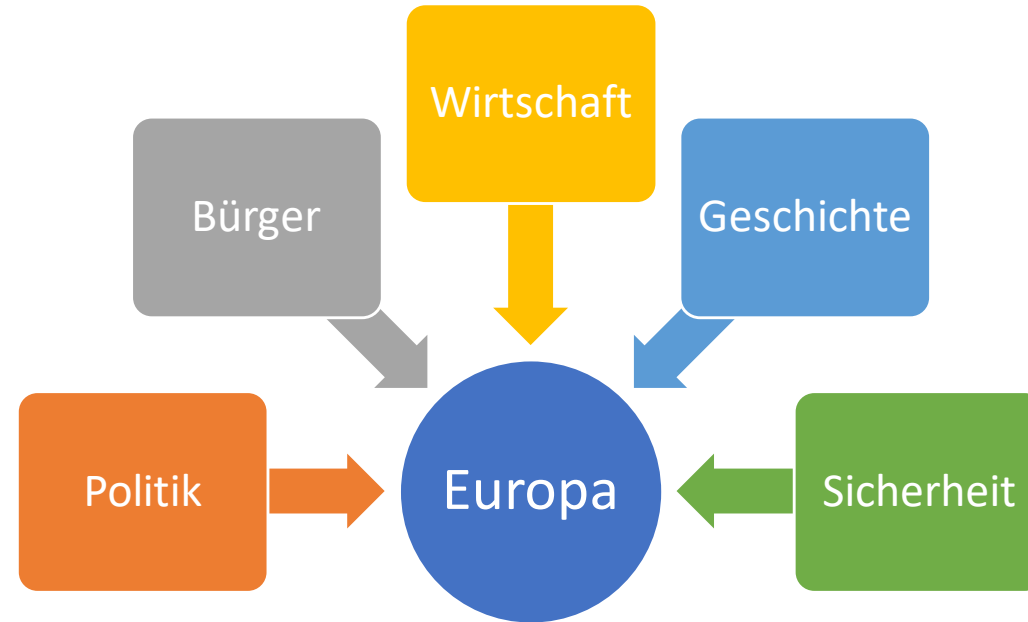 Wirtschaft
Bürger
Geschichte
Politik
Europa
Sicherheit